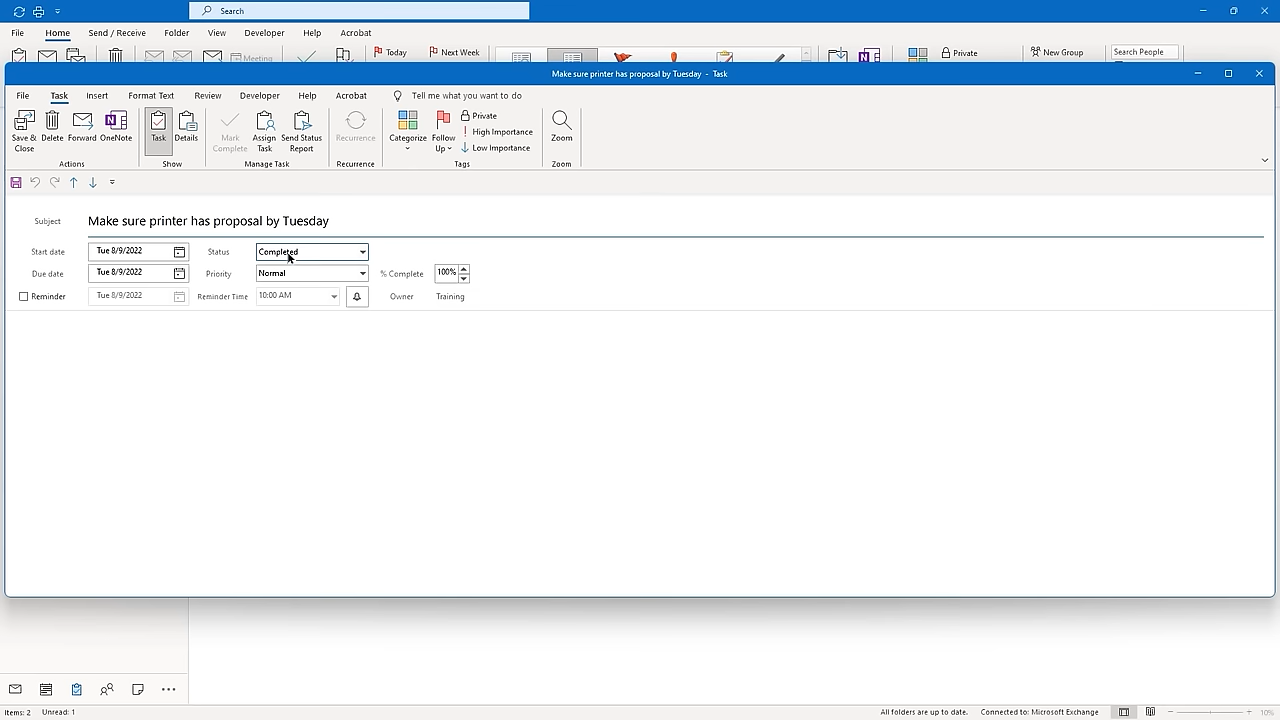 Search
File Home Send / Receive Folder View Developer Help Acrobat
Meeting Today Next Week Private New Group Search People
Make sure printer has proposal by Tuesday - Task
File Task Insert Format Text Review Developer Help Acrobat Tell me what you want to do
Save & Close Delete Forward OneNote Task Details Mark Complete Assign Task Send Status Report Recurrence Categorize Follow Up Private High Importance Low Importance Zoom
Actions Show Manage Task Recurrence Tags Zoom
Subject Make sure printer has proposal by Tuesday
Start date Tue 8/9/2022 Status Completed
Due date Tue 8/9/2022 Priority Normal % Complete 100%
Reminder Tue 8/9/2022 Reminder Time 10:00 AM Owner Training
Items: 2 Unread: 1 All folders are up to date. Connected to: Microsoft Exchange 10%